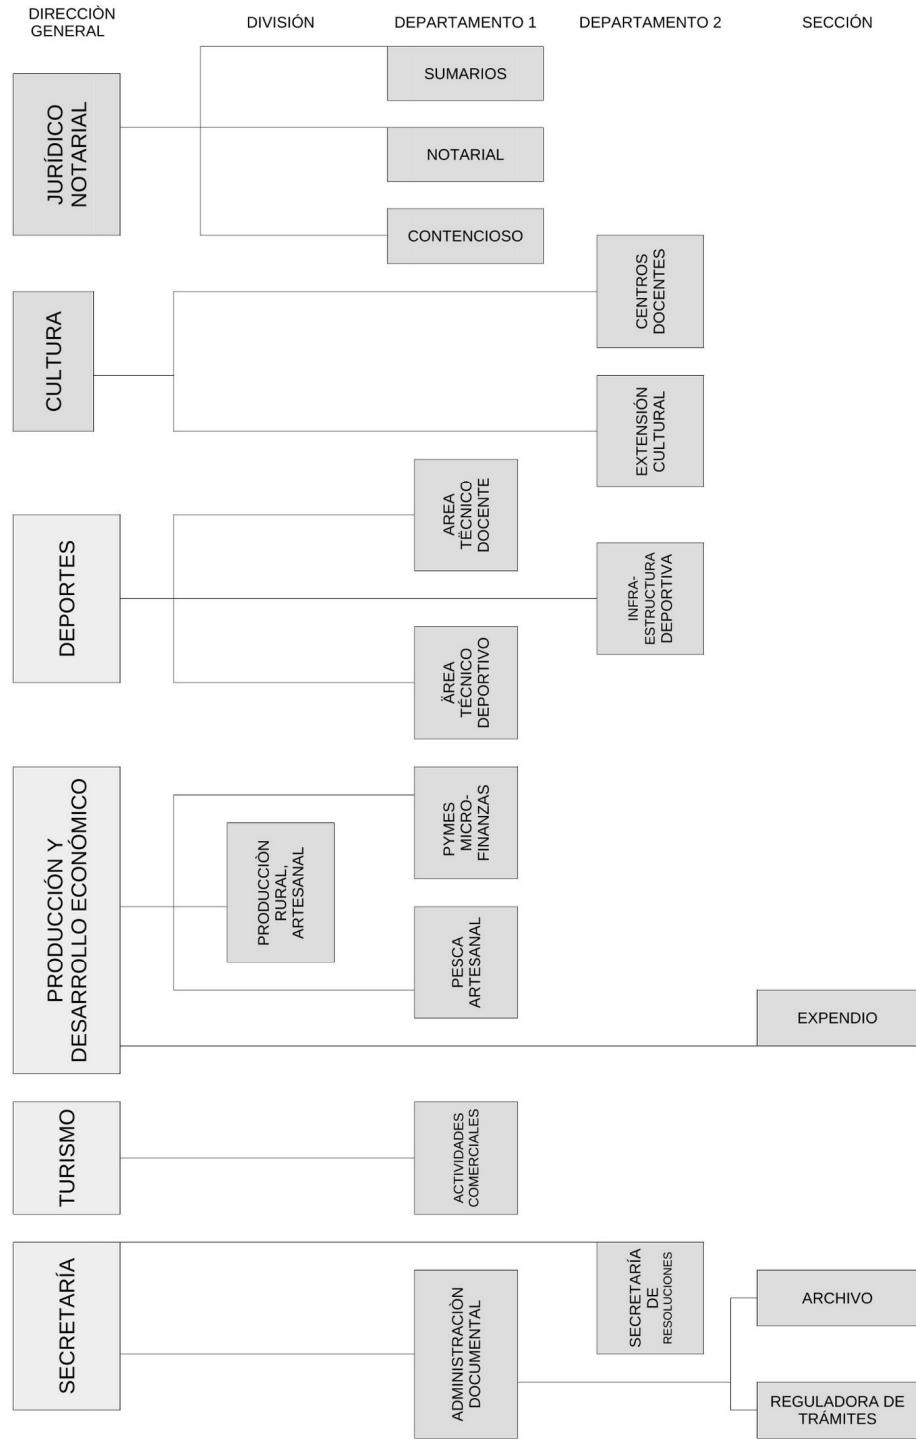 DIRECCIÒN
GENERAL
DIVISIÓN
DEPARTAMENTO 1
DEPARTAMENTO 2
SECCIÓN
JURÍDICO
NOTARIAL
SUMARIOS
NOTARIAL
CONTENCIOSO
CULTURA
CENTROS
DOCENTES
EXTENSIÓN
CULTURAL
DEPORTES
AREA
TËCNICO
DOCENTE
INFRA-
ESTRUCTURA
DEPORTIVA
ÄREA
TÉCNICO
DEPORTIVO
PRODUCCIÓN Y
DESARROLLO ECONÓMICO
PRODUCCIÒN
RURAL,
ARTESANAL
PYMES
MICRO-
FINANZAS
PESCA
ARTESANAL
EXPENDIO
TURISMO
ACTIVIDADES
COMERCIALES
SECRETARÍA
ADMINISTRACIÒN
DOCUMENTAL
SECRETARÍA
DE
RESOLUCIONES
ARCHIVO
REGULADORA DE
TRÁMITES